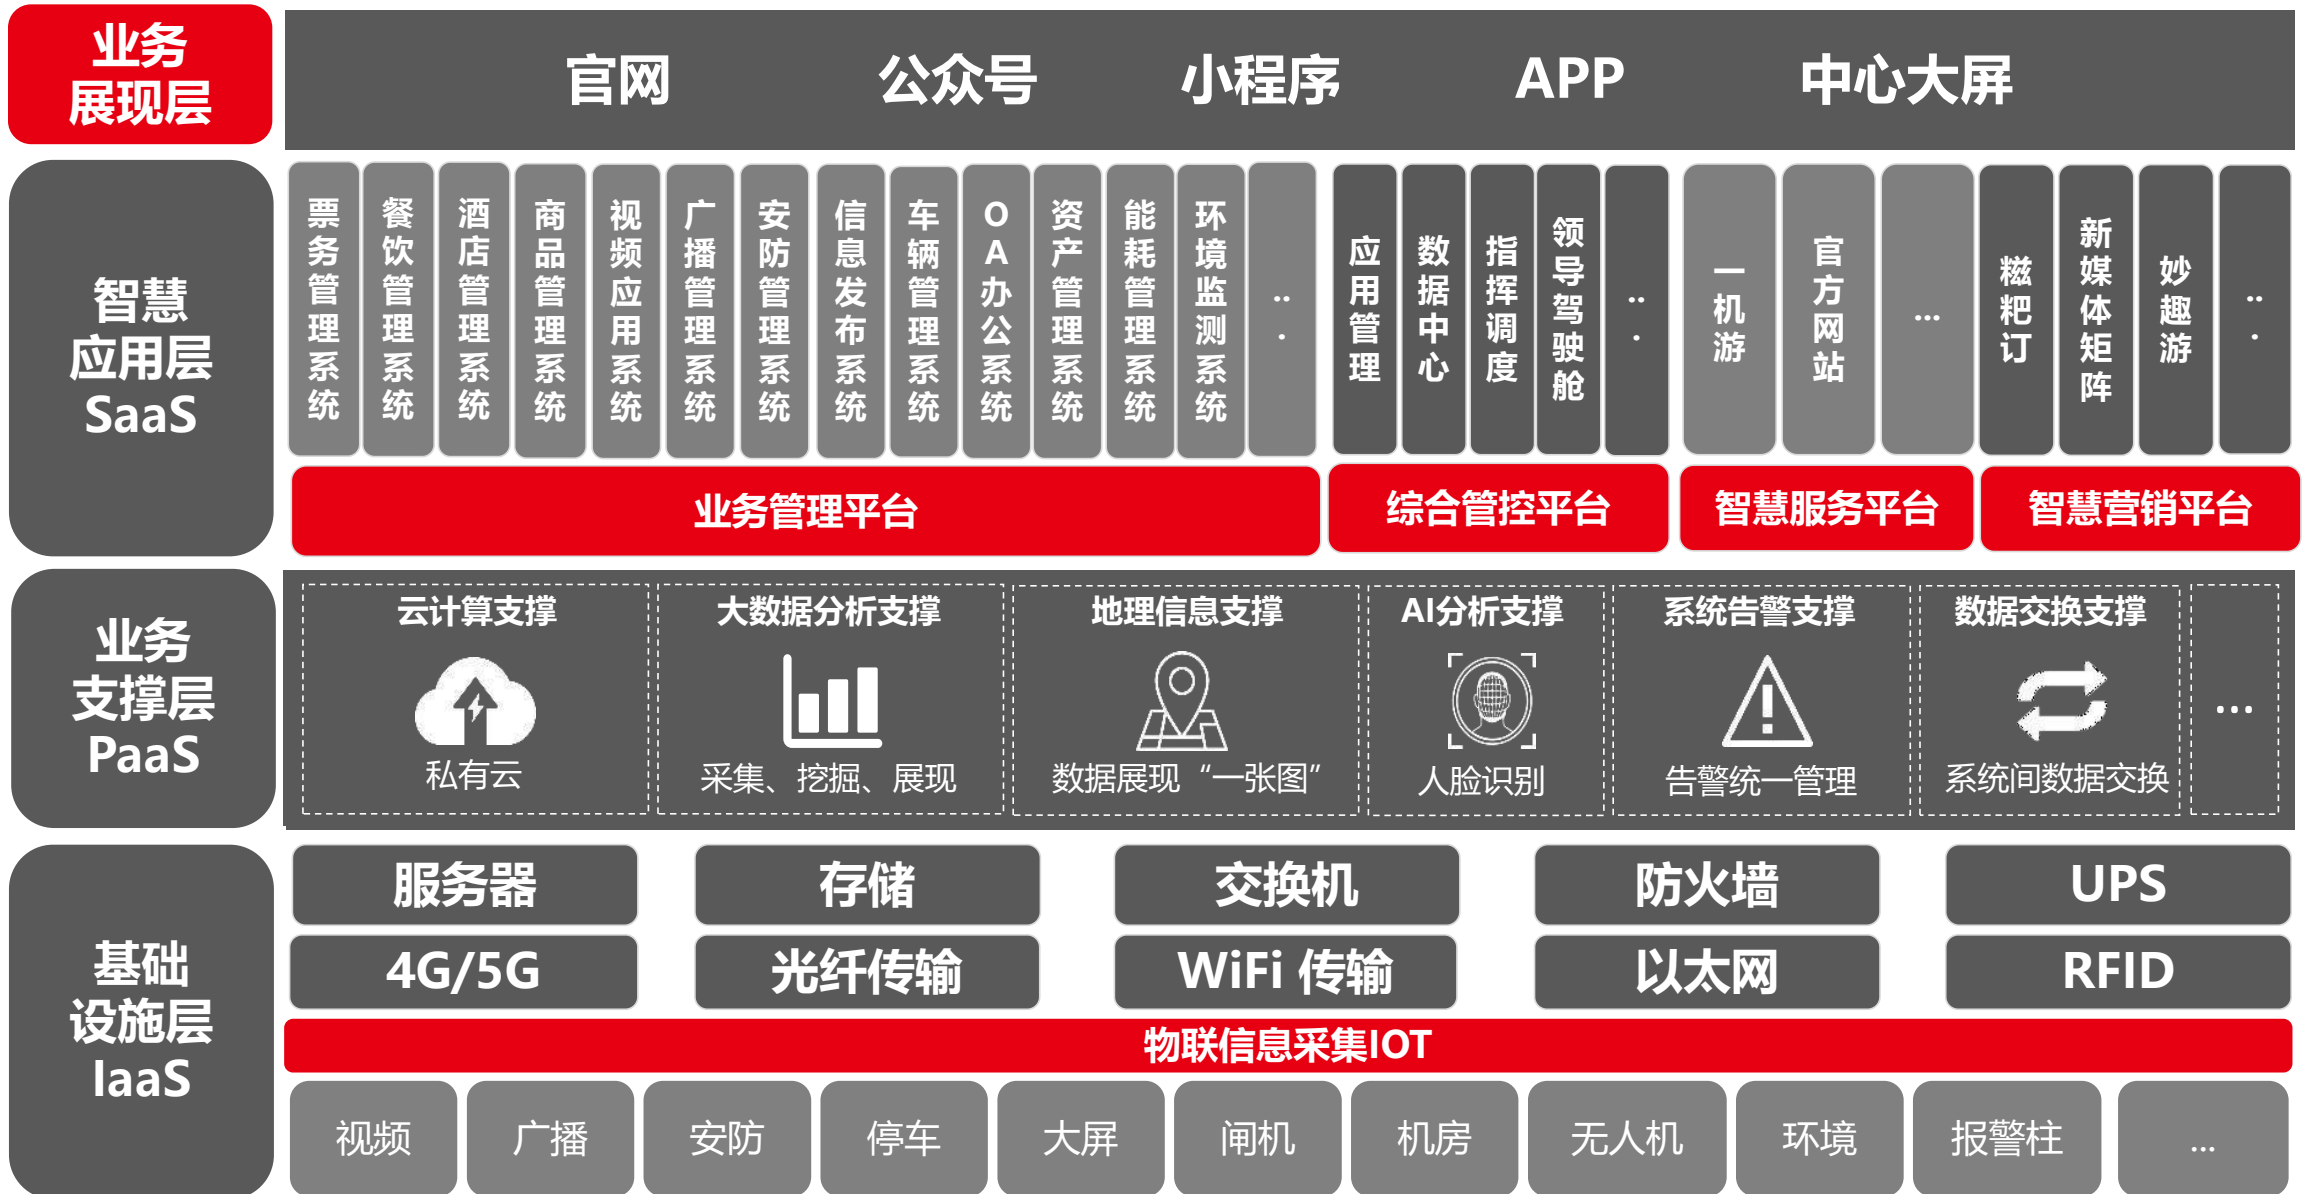 业务
展现层
官网
公众号
小程序
APP
中心大屏
智慧
应用层
SaaS
票务管理系统
餐饮管理系统
酒店管理系统
商品管理系统
视频应用系统
广播管理系统
安防管理系统
信息发布系统
车辆管理系统
OA办公系统
资产管理系统
能耗管理系统
环境监测系统
...
应用管理
数据中心
指挥调度
领导驾驶舱
...
一机游
官方网站
...
糍粑订
新媒体矩阵
妙趣游
...
业务管理平台
综合管控平台
智慧服务平台
智慧营销平台
业务
支撑层
PaaS
云计算支撑
私有云
大数据分析支撑
采集、挖掘、展现
地理信息支撑
数据展现“一张图”
AI分析支撑
人脸识别
系统告警支撑
告警统一管理
数据交换支撑
系统间数据交换
...
基础
设施层
IaaS
服务器
存储
交换机
防火墙
UPS
4G/5G
光纤传输
WiFi 传输
以太网
RFID
物联信息采集IOT
视频
广播
安防
停车
大屏
闸机
机房
无人机
环境
报警柱
...